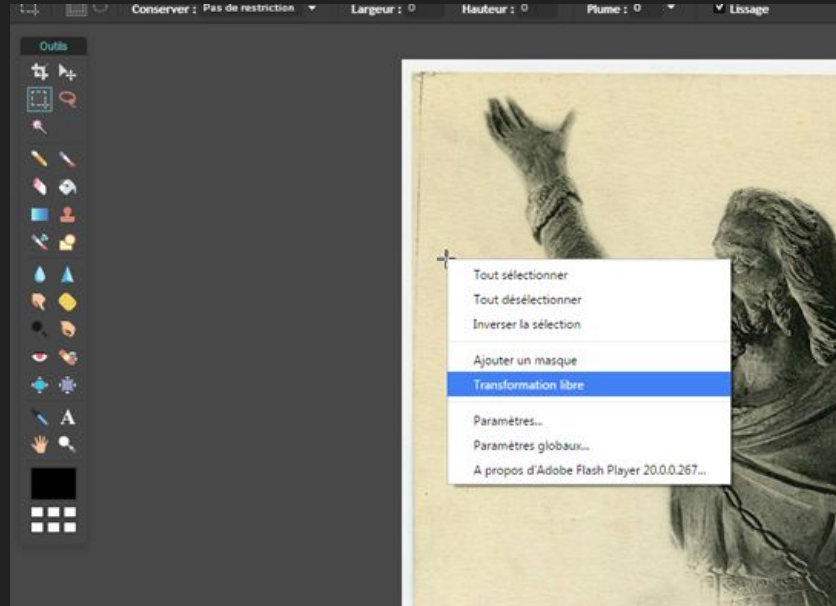 Conserver : Pas de restriction Largeur : 0 Hauteur : 0 Plume : 0 Lissage
Outils
A
Tout sélectionner
Tout désélectionner
Inverser la sélection
Ajouter un masque
Transformation libre
Paramètres...
Paramètres globaux...
A propos d'Adobe Flash Player 20.0.0.267...